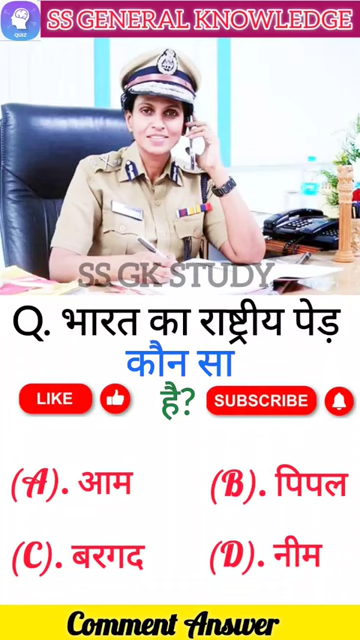 QUIZ
SS GENERAL KNOWLEDGE
SS GK STUDY
Q. भारत का राष्ट्रीय पेड़
कौन सा
LIKE
है?
SUBSCRIBE
(A). आम
(B). पिपल
(C). बरगद
(D). नीम
Comment Answer